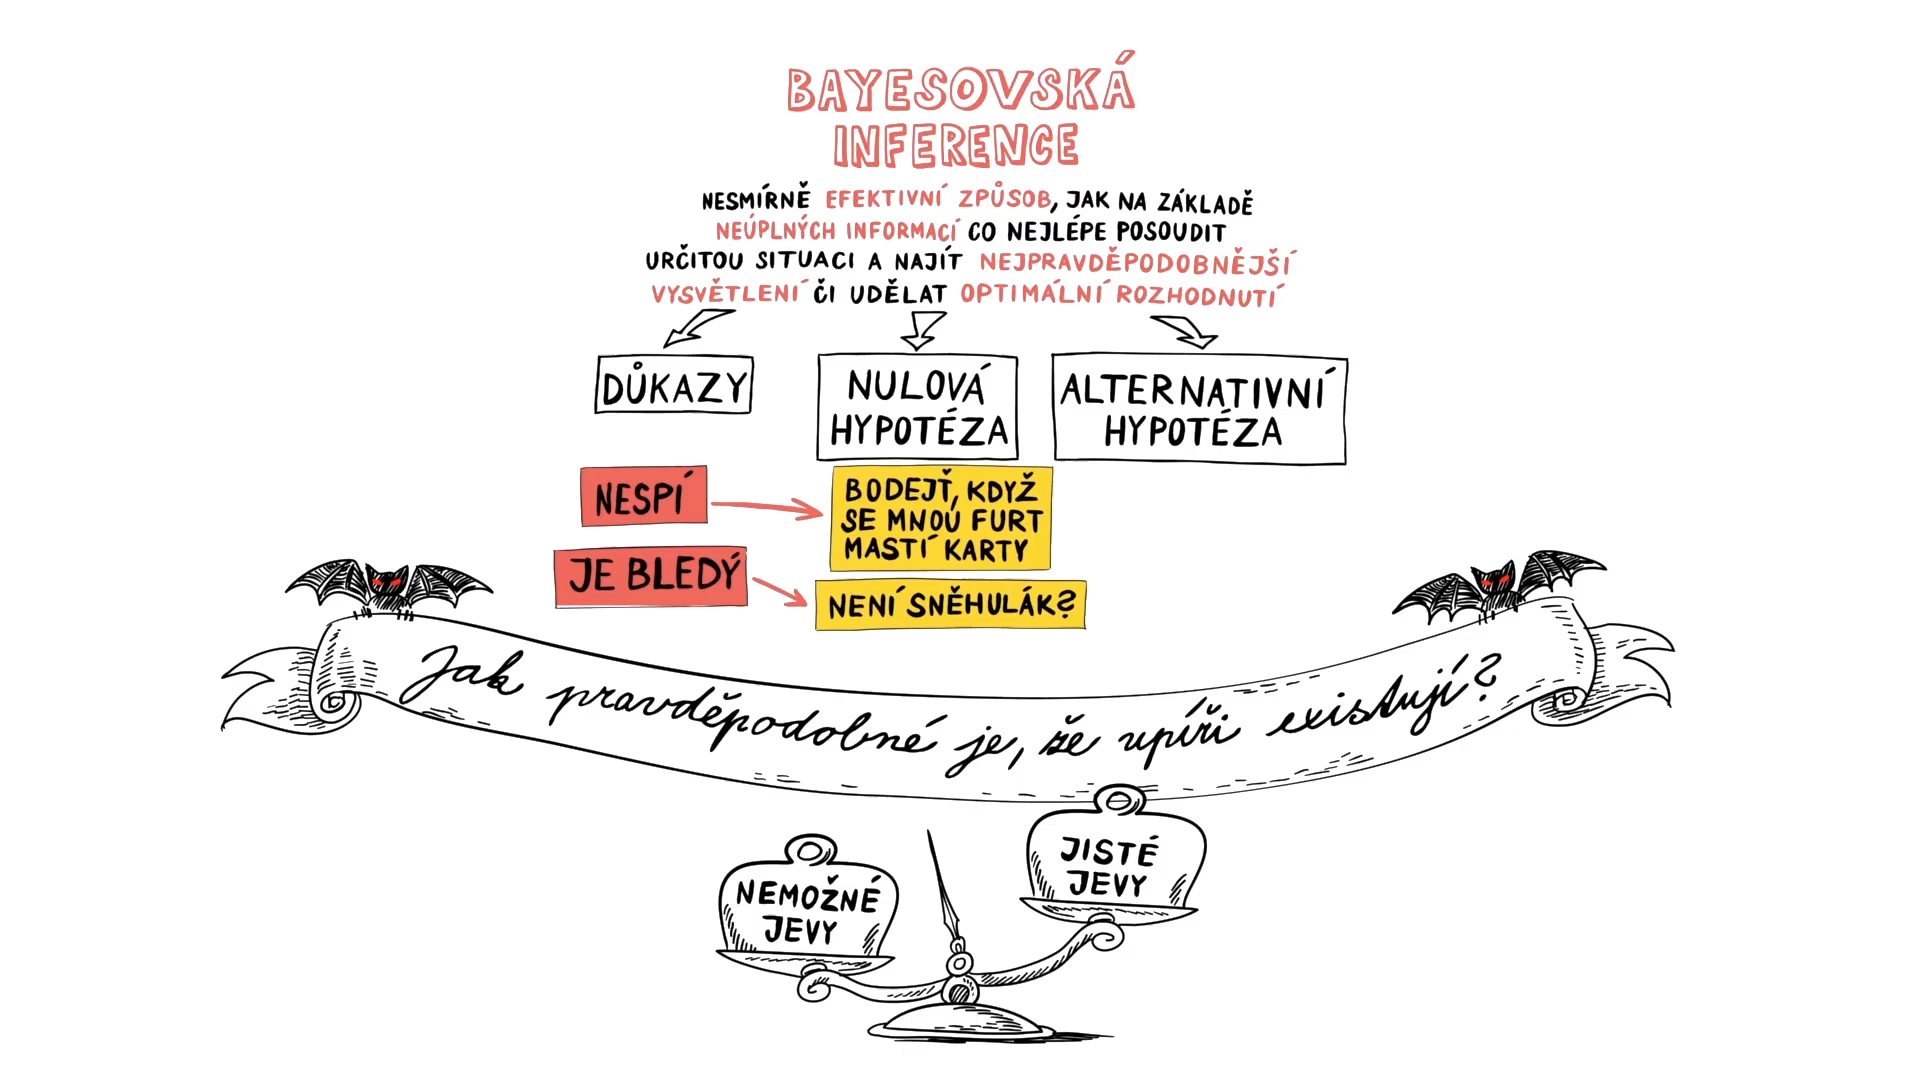 BAYESOVSKÁ
INFERENCE
NESMÍRNĚ EFEKTIVNÍ ZPŮSOB, JAK NA ZÁKLADĚ
NEÚPLNÝCH INFORMACÍ CO NEJLÉPE POSOUDIT
URČITOU SITUACI A NAJÍT NEJPRAVDĚPODOBNĚJŠÍ
VYSVĚTLENÍ ČI UDĚLAT OPTIMÁLNÍ ROZHODNUTÍ
DŮKAZY
NULOVÁ
HYPOTÉZA
ALTERNATIVNÍ
HYPOTÉZA
NESPÍ
BODEJŤ, KDYŽ
SE MNOU FURT
MASTÍ KARTY
JE BLEDÝ
NENÍ SNĚHULÁK?
Jak pravděpodobné je, že upíři existují?
NEMOŽNÉ
JEVY
JISTÉ
JEVY